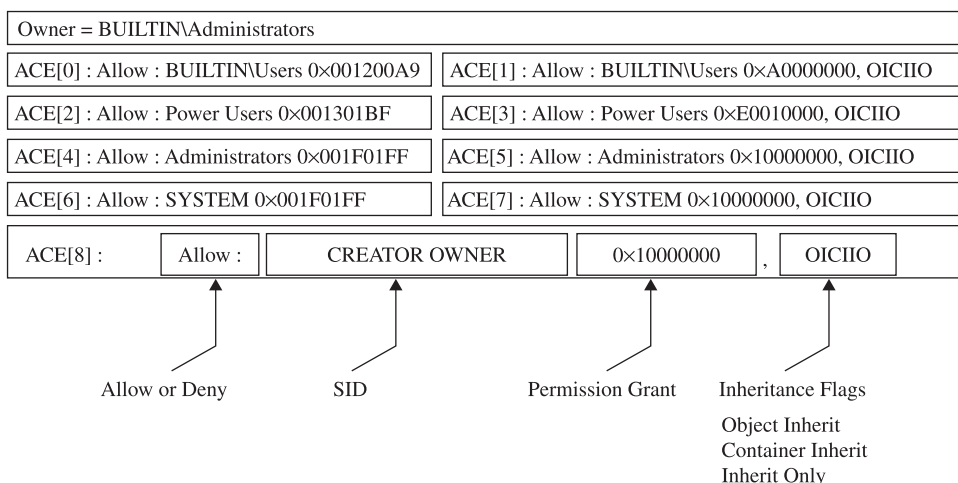 Owner = BUILTIN\Administrators
ACE[0] : Allow : BUILTIN\Users 0×001200A9
ACE[1] : Allow : BUILTIN\Users 0×A0000000, OICIIO
ACE[2] : Allow : Power Users 0×001301BF
ACE[3] : Allow : Power Users 0×E0010000, OICIIO
ACE[4] : Allow : Administrators 0×001F01FF
ACE[5] : Allow : Administrators 0×10000000, OICIIO
ACE[6] : Allow : SYSTEM 0×001F01FF
ACE[7] : Allow : SYSTEM 0×10000000, OICIIO
ACE[8] : Allow : CREATOR OWNER 0×10000000 , OICIIO
Allow or Deny SID Permission Grant Inheritance Flags
Object Inherit
Container Inherit
Inherit Only